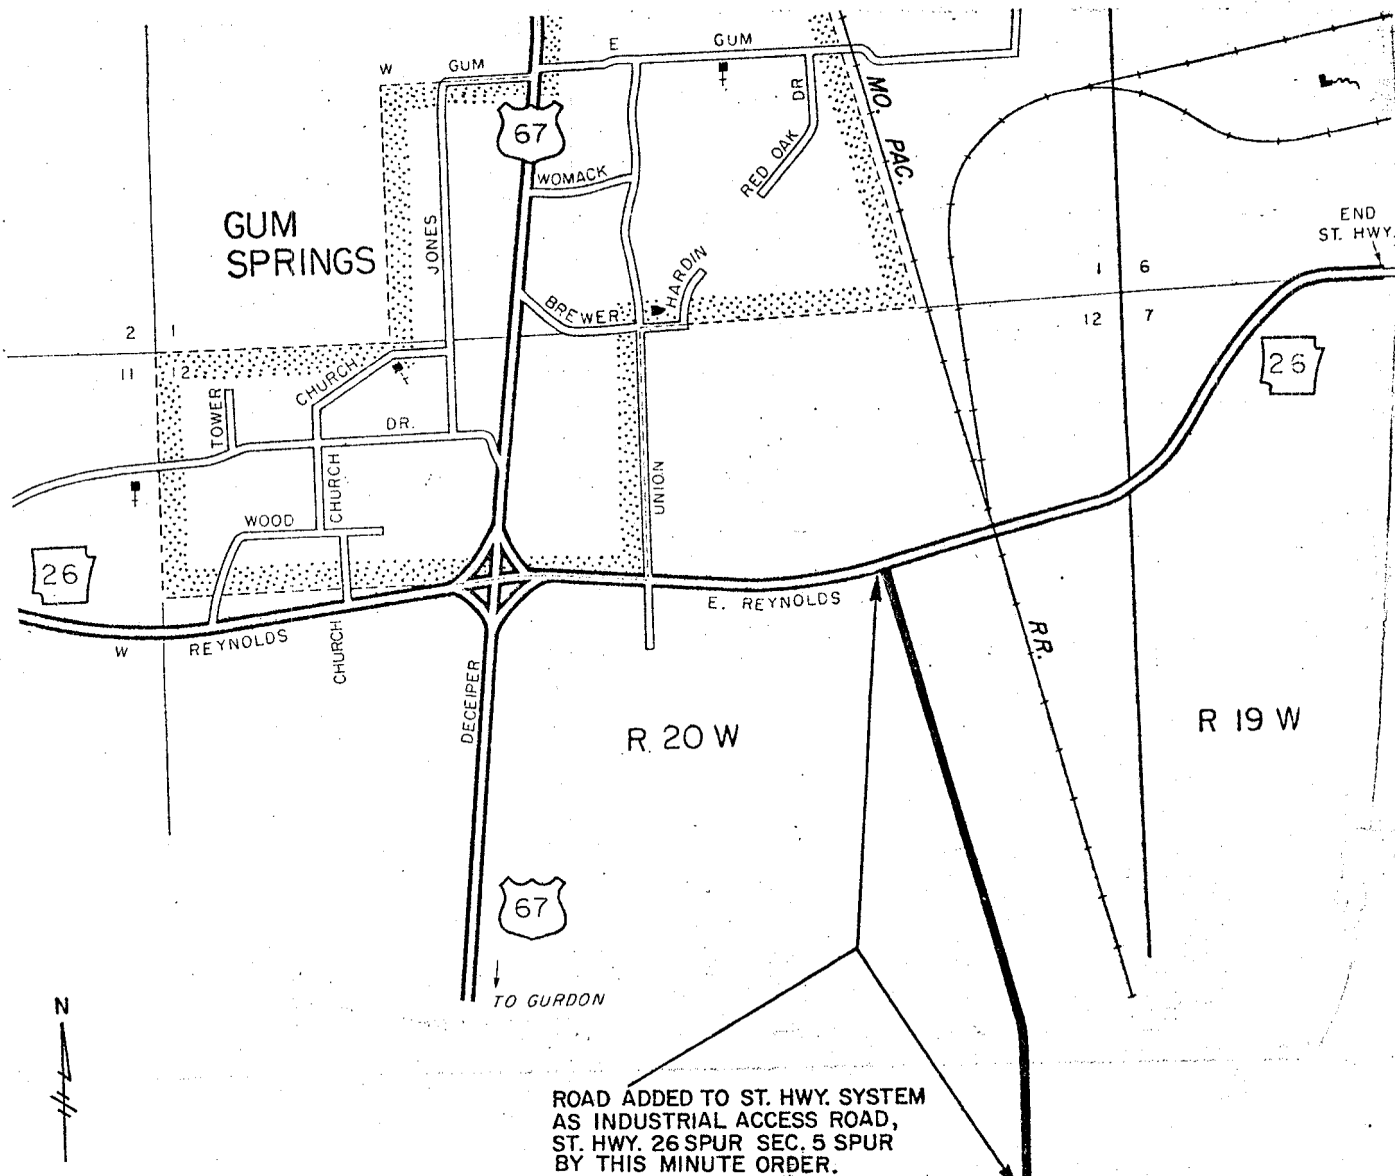 W
GUM
E
GUM
67
MO. PAC.
RED OAK DR
WOMACK
GUM
SPRINGS
JONES
HARDIN
BREWER
END
ST. HWY.
1
6
12
7
2
1
11
12
26
CHURCH
TOWER
DR.
CHURCH
UNION
WOOD
26
E. REYNOLDS
W
REYNOLDS
CHURCH
DECEIPER
RR.
R. 20 W
R 19 W
67
TO GURDON
N
ROAD ADDED TO ST. HWY. SYSTEM
AS INDUSTRIAL ACCESS ROAD,
ST. HWY. 26 SPUR SEC. 5 SPUR
BY THIS MINUTE ORDER.